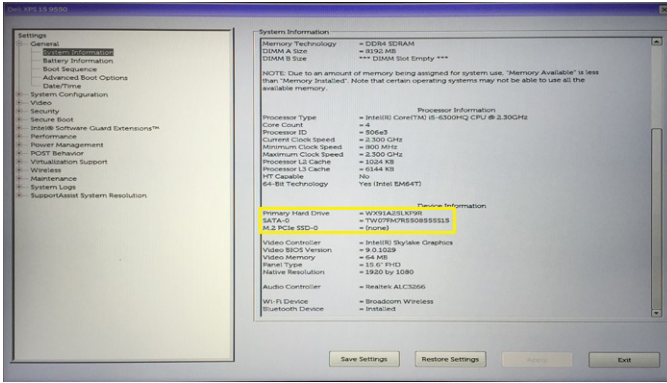 Dell XPS 15 9550
Settings
General
System Information
Battery Information
Boot Sequence
Advanced Boot Options
Date/Time
System Configuration
Video
Security
Secure Boot
Intel® Software Guard Extensions™
Performance
Power Management
POST Behavior
Virtualization Support
Wireless
Maintenance
System Logs
SupportAssist System Resolution
System Information
Memory Technology = DDR4 SDRAM
DIMM A Size = 8192 MB
DIMM B Size *** DIMM Slot Empty ***
NOTE: Due to an amount of memory being assigned for system use, "Memory Available" is less
than "Memory Installed". Note that certain operating systems may not be able to use all the
available memory.
Processor Information
Processor Type = Intel(R) Core(TM) i5-6300HQ CPU @ 2.30GHz
Core Count = 4
Processor ID = 506e3
Current Clock Speed = 2.300 GHz
Minimum Clock Speed = 800 MHz
Maximum Clock Speed = 2.300 GHz
Processor L2 Cache = 1024 KB
Processor L3 Cache = 6144 KB
HT Capable No
64-Bit Technology Yes (Intel EM64T)
Device Information
Primary Hard Drive = WX91A25LKF9R
SATA-0 = TW07FM7R5508555S15
M.2 PCIe SSD-0 = (none)
Video Controller = Intel(R) Skylake Graphics
Video BIOS Version = 9.0.1029
Video Memory = 64 MB
Panel Type = 15.6" FHD
Native Resolution = 1920 by 1080
Audio Controller = Realtek ALC3266
Wi-Fi Device = Broadcom Wireless
Bluetooth Device = Installed
Save Settings
Restore Settings
Apply
Exit